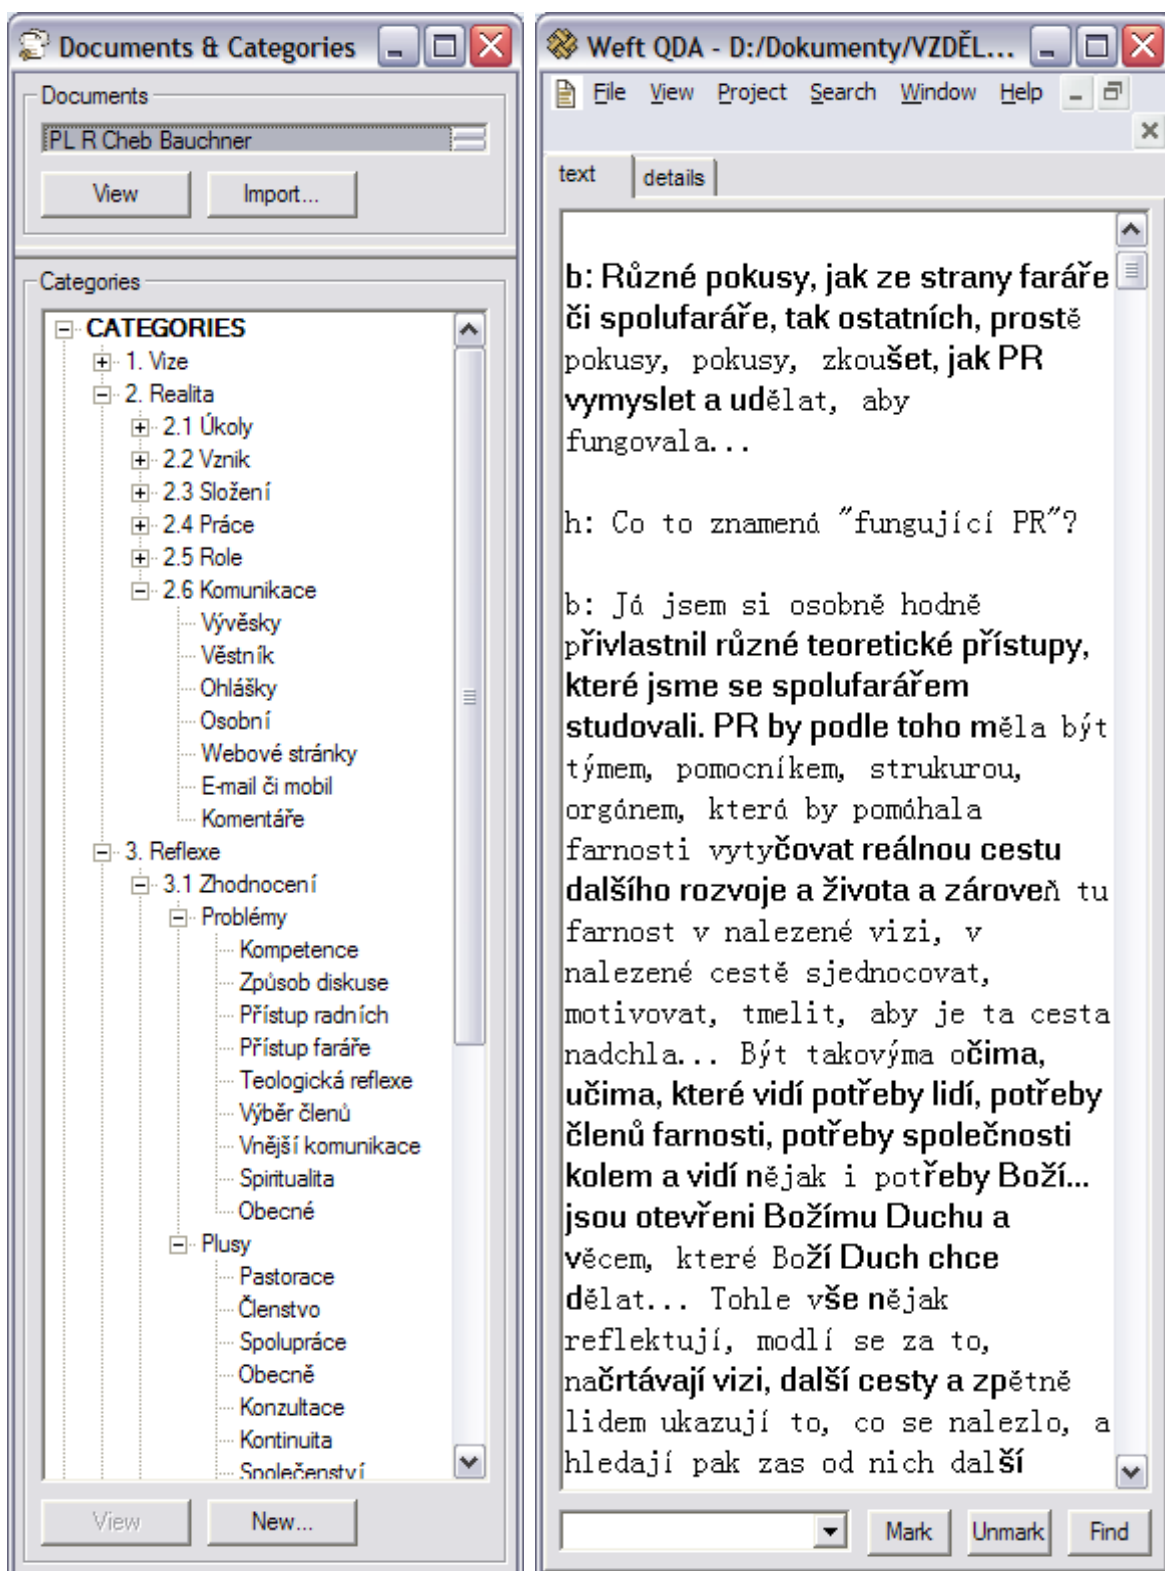 Documents & Categories
Documents
PL R Cheb Bauchner
View
Import...
Categories
CATEGORIES
1. Vize
2. Realita
2.1 Úkoly
2.2 Vznik
2.3 Složení
2.4 Práce
2.5 Role
2.6 Komunikace
Vývěsky
Věstník
Ohlášky
Osobní
Webové stránky
E-mail či mobil
Komentáře
3. Reflexe
3.1 Zhodnocení
Problémy
Kompetence
Způsob diskuse
Přístup radních
Přístup faráře
Teologická reflexe
Výběr členů
Vnější komunikace
Spiritualita
Obecné
Plusy
Pastorace
Členstvo
Spolupráce
Obecně
Konzultace
Kontinuita
Společenství
View
New...
Weft QDA - D:/Dokumenty/VZDĚL...
File View Project Search Window Help
text
details
b: Různé pokusy, jak ze strany faráře
či spolufaráře, tak ostatních, prostě
pokusy, pokusy, zkoušet, jak PR
vymyslet a udělat, aby
fungovala...
h: Co to znamená "fungující PR"?
b: Já jsem si osobně hodně
přivlastnil různé teoretické přístupy,
které jsme se spolufarářem
studovali. PR by podle toho měla být
týmem, pomocníkem, strukurou,
orgánem, která by pomáhala
farnosti vytyčovat reálnou cestu
dalšího rozvoje a života a zároveň tu
farnost v nalezené vizi, v
nalezené cestě sjednocovat,
motivovat, tmelit, aby je ta cesta
nadchla... Být takovýma očima,
učima, které vidí potřeby lidí, potřeby
členů farnosti, potřeby společnosti
kolem a vidí nějak i potřeby Boží...
jsou otevřeni Božímu Duchu a
věcem, které Boží Duch chce
dělat... Tohle vše nějak
reflektují, modlí se za to,
načrtávají vizi, další cesty a zpětně
lidem ukazují to, co se nalezlo, a
hledají pak zas od nich další
Mark
Unmark
Find